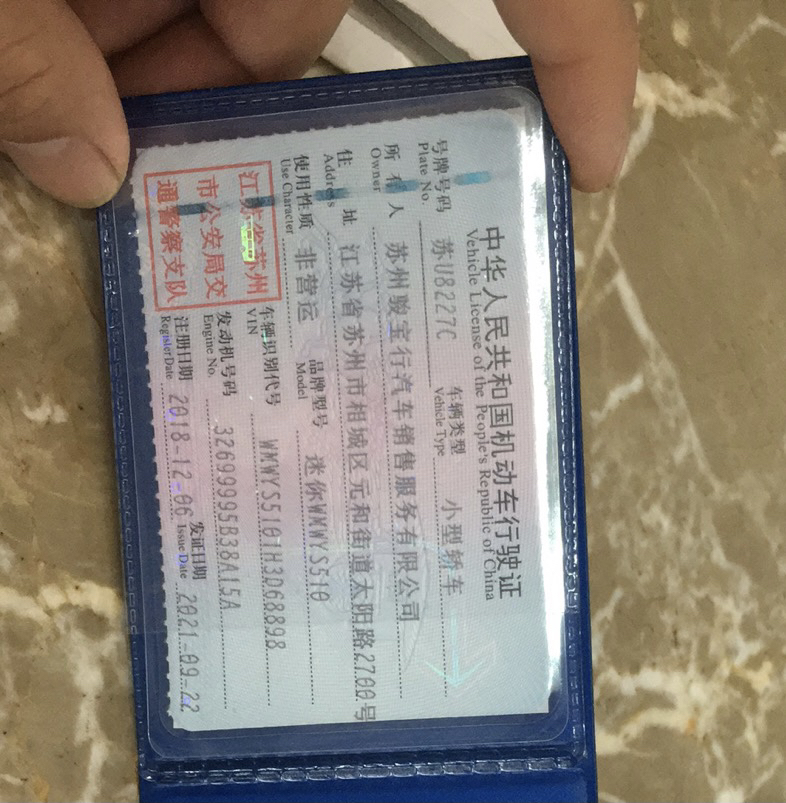 中华人民共和国机动车行驶证
Vehicle License of the People's Republic of China
号牌号码 苏U8227C 车辆类型 小型轿车
Plate No. Vehicle Type
所有人 苏州骏宝行汽车销售服务有限公司
Owner
住址 江苏省苏州市相城区元和街道太阳路2700号
Address
使用性质 非营运 品牌型号 迷你WMWYS510
Use Character Model
江苏省苏州
市公安局交
通警察支队
车辆识别代号 WMWYS5101H3D68898
VIN
发动机号码 32699995B38A15A
Engine No.
注册日期 2018-12-06 发证日期 2021-09-22
Register Date Issue Date